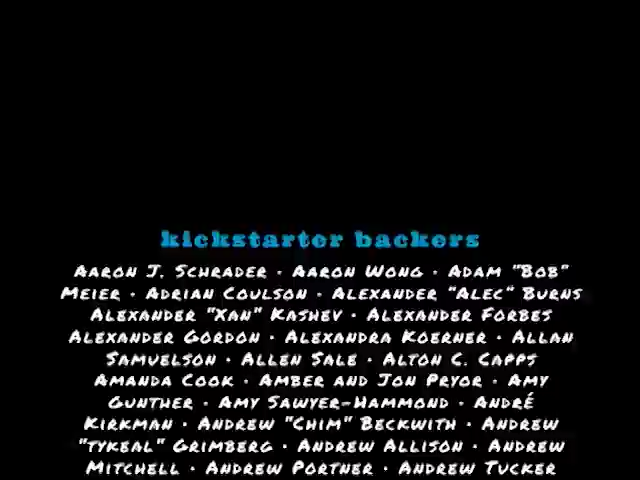 kickstarter backers
Aaron J. Schrader • Aaron Wong • Adam "Bob"
Meier • Adrian Coulson • Alexander "Alec" Burns
Alexander "Xan" Kashev • Alexander Forbes
Alexander Gordon • Alexandra Koerner • Allan
Samuelson • Allen Sale • Alton C. Capps
Amanda Cook • Amber and Jon Pryor • Amy
Gunther • Amy Sawyer-Hammond • André
Kirkman • Andrew "Chim" Beckwith • Andrew
"tykeal" Grimberg • Andrew Allison • Andrew
Mitchell • Andrew Portner • Andrew Tucker